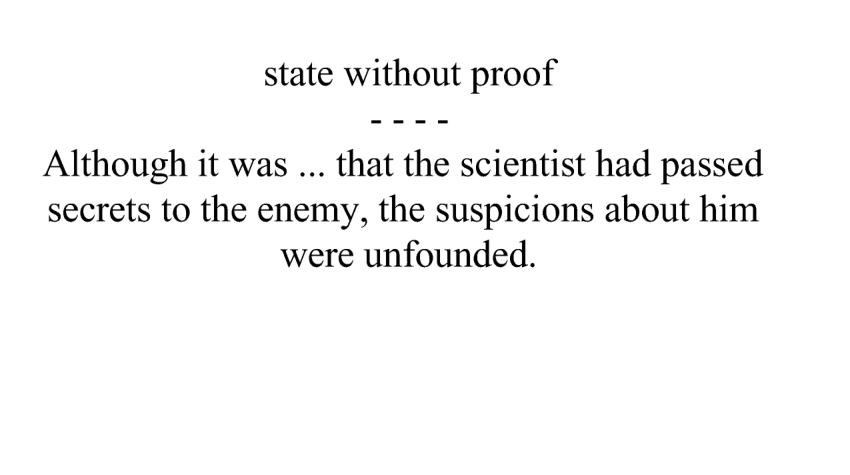 state without proof
- - - -
Although it was ... that the scientist had passed
secrets to the enemy, the suspicions about him
were unfounded.